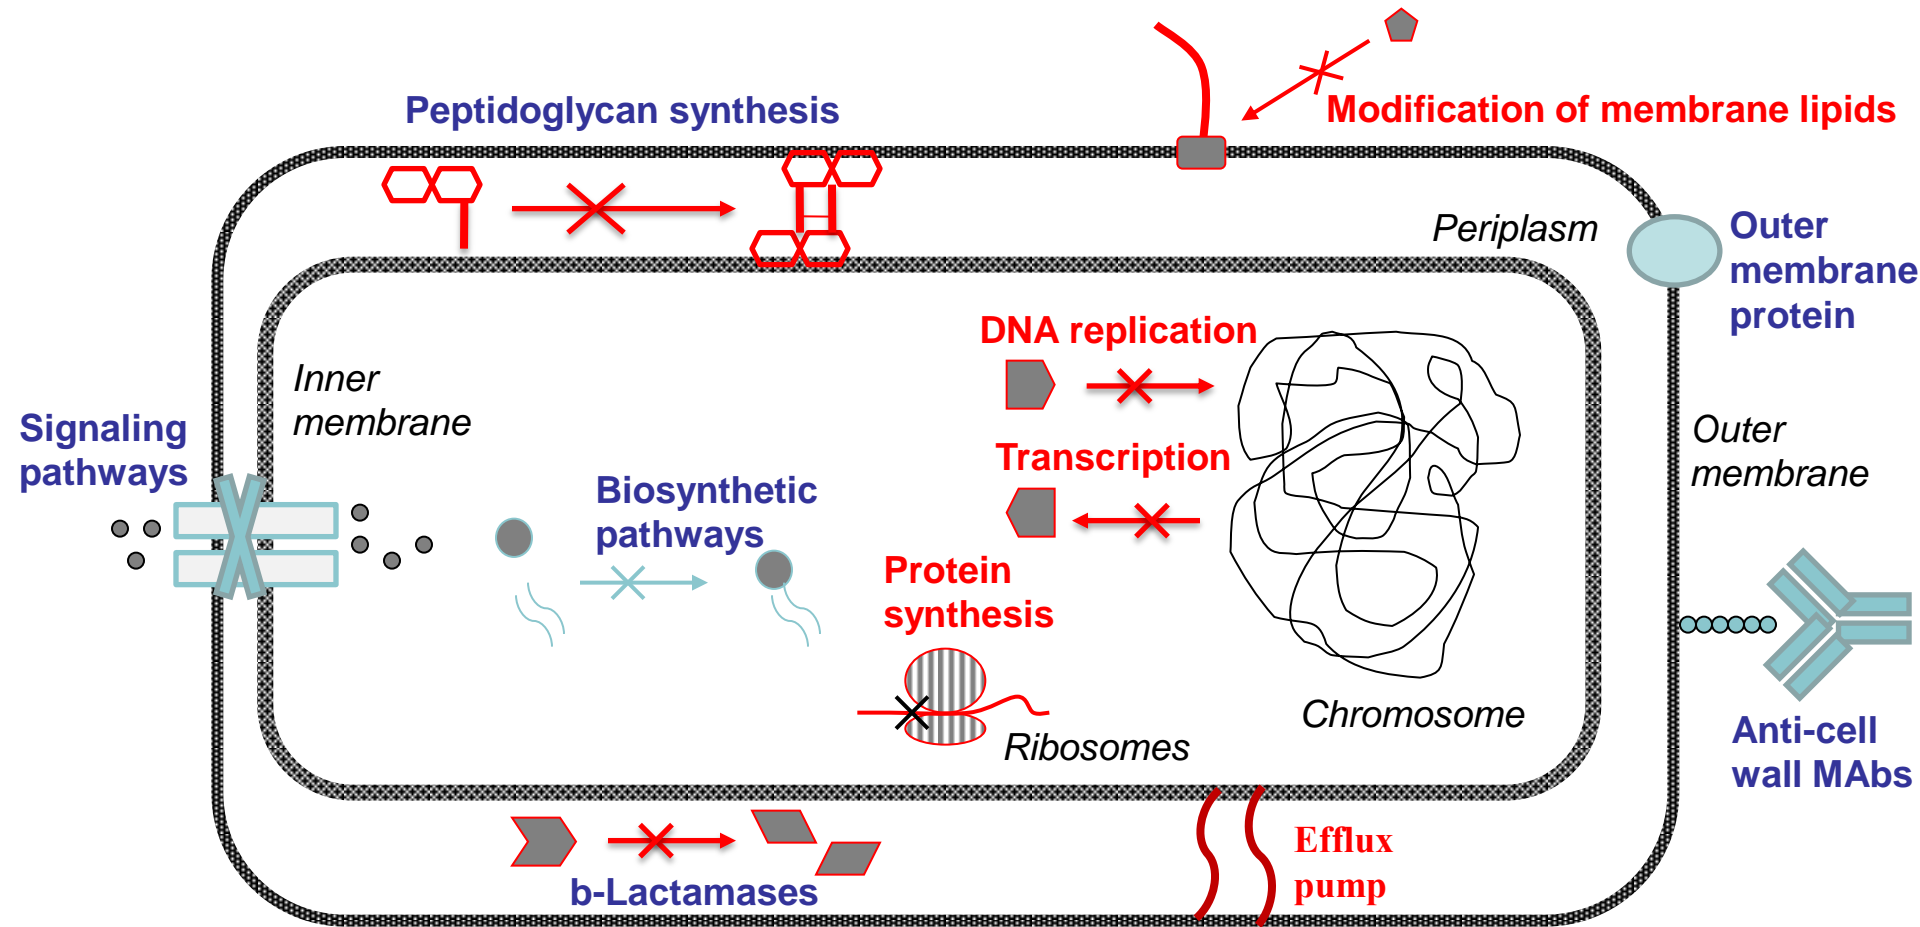 Peptidoglycan synthesis
Modification of membrane lipids
Periplasm
Outer
membrane
protein
DNA replication
Inner
membrane
Signaling
pathways
Outer
membrane
Transcription
Biosynthetic
pathways
Protein
synthesis
Chromosome
Ribosomes
Anti-cell
wall MAbs
Efflux
pump
b-Lactamases